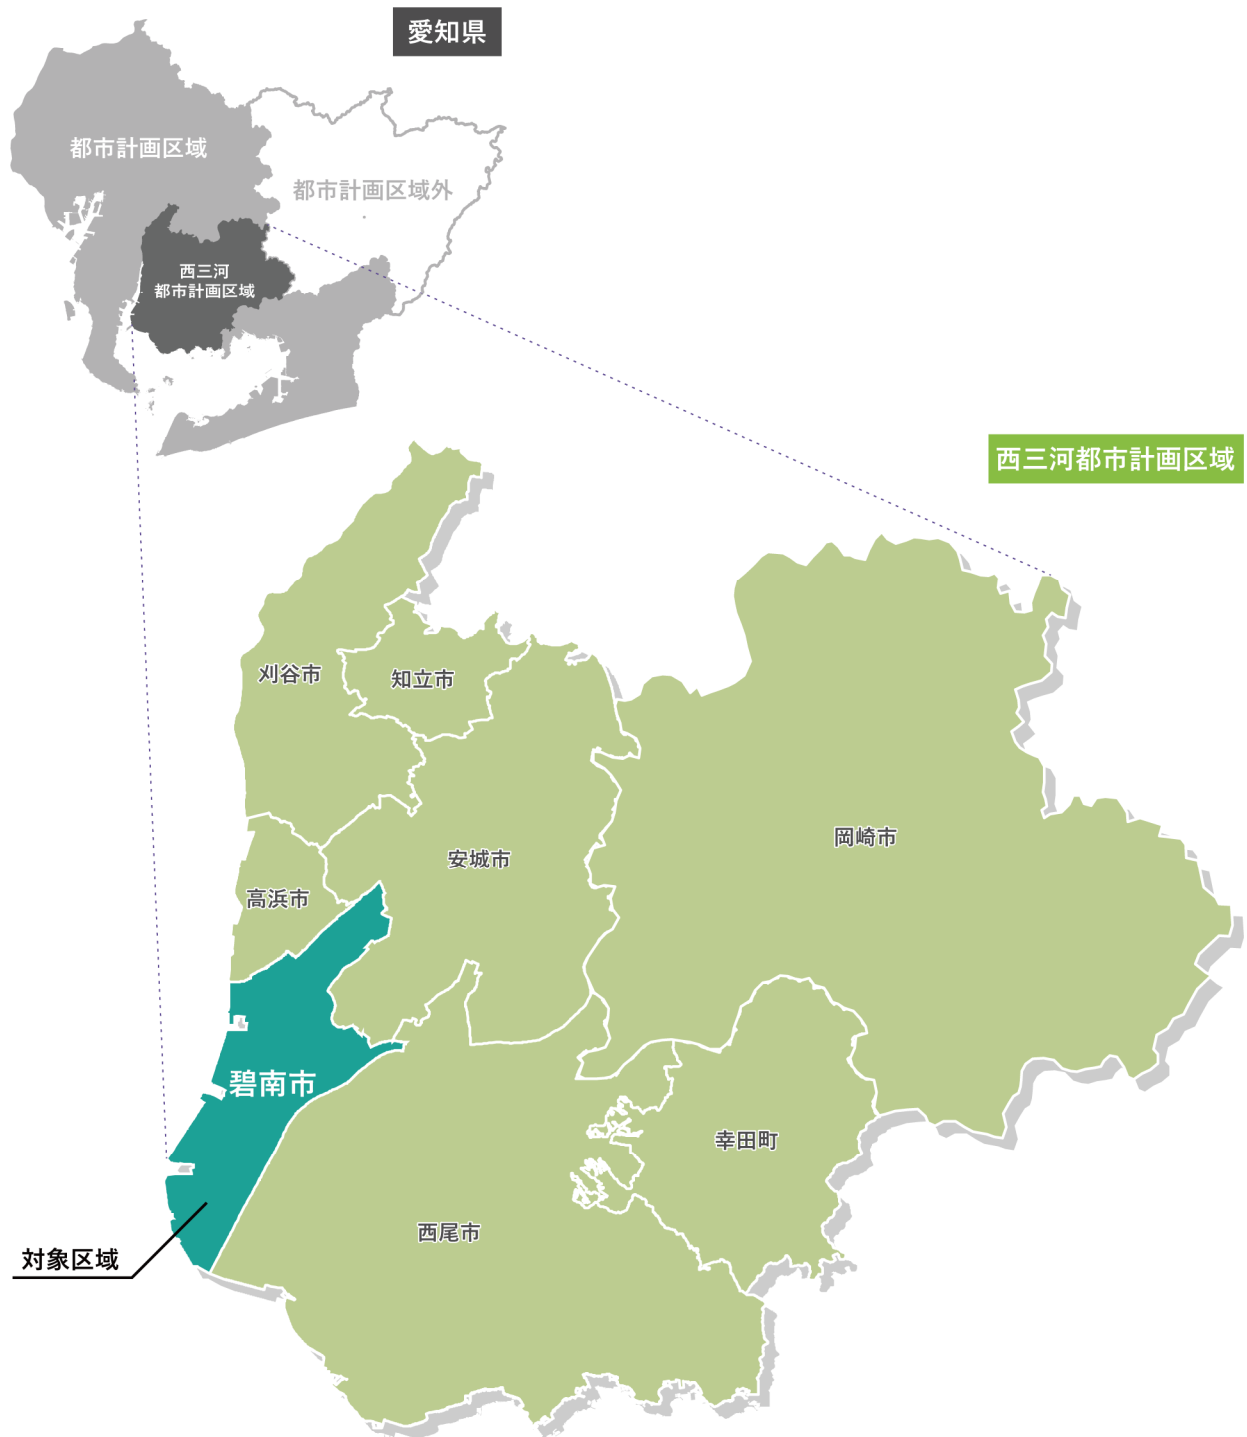 愛知県
都市計画区域
都市計画区域外
西三河
都市計画区域
西三河都市計画区域
刈谷市
知立市
岡崎市
安城市
高浜市
碧南市
幸田町
西尾市
対象区域